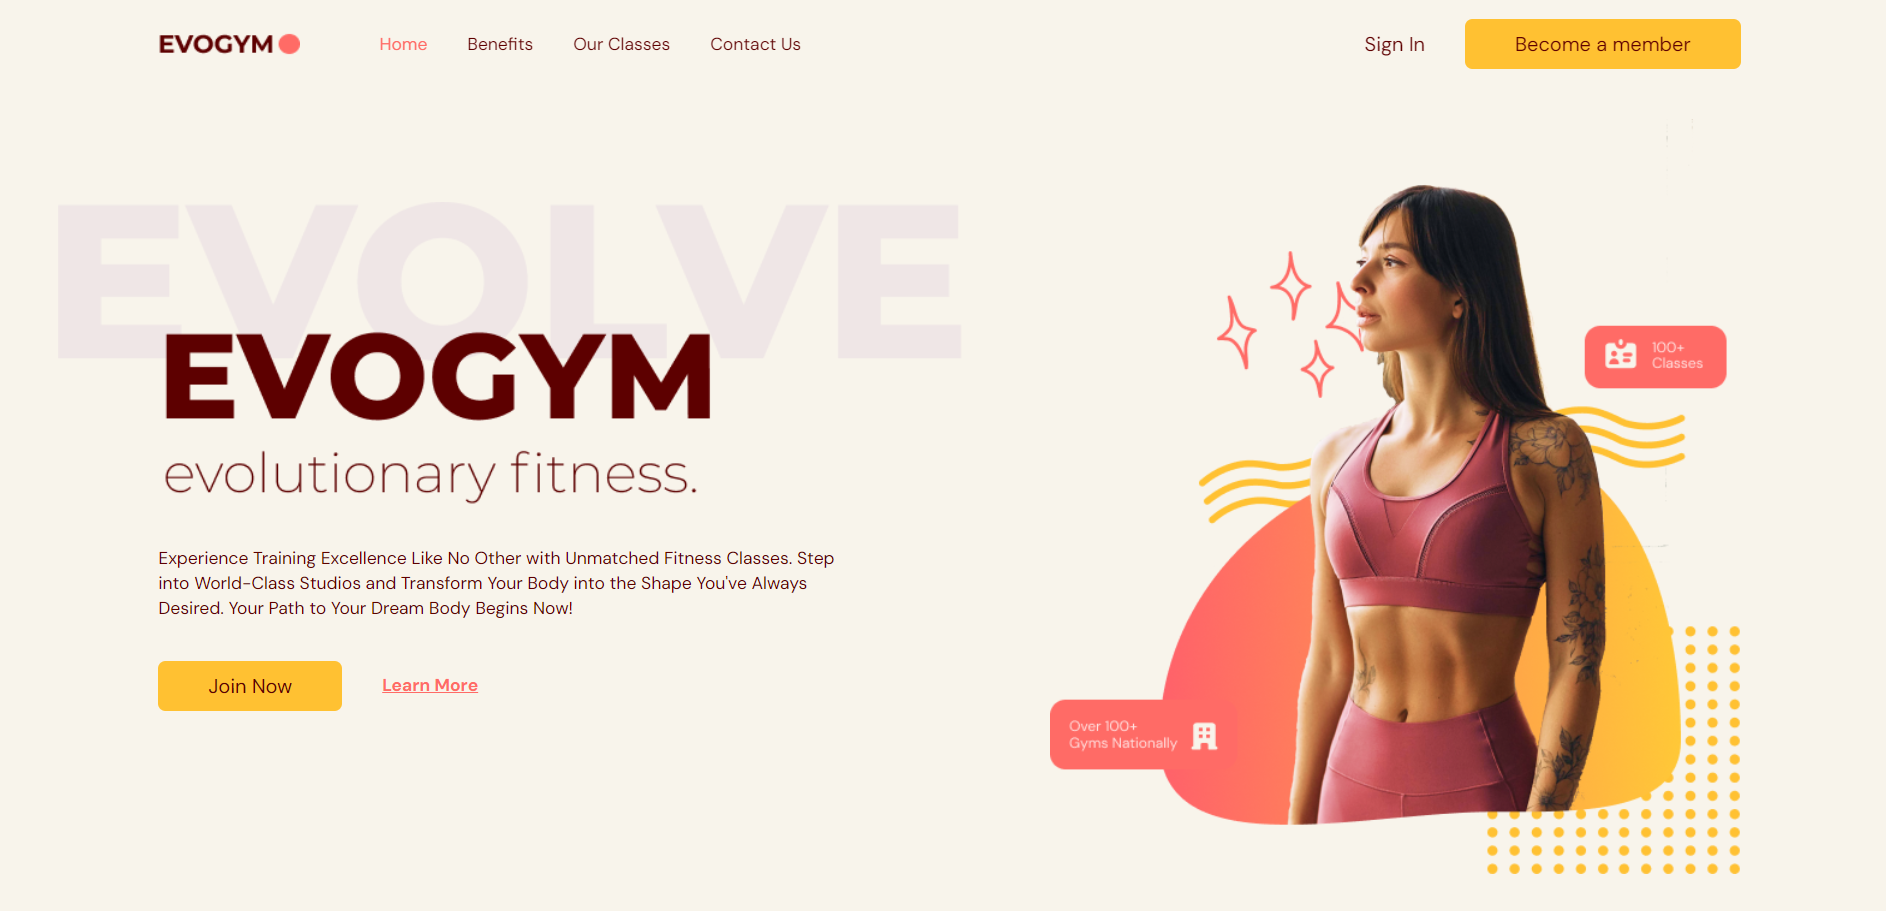 EVOGYM
Home
Benefits
Our Classes
Contact Us
Sign In
Become a member
EVOLVE
EVOGYM
evolutionary fitness.
Experience Training Excellence Like No Other with Unmatched Fitness Classes. Step
into World-Class Studios and Transform Your Body into the Shape You've Always
Desired. Your Path to Your Dream Body Begins Now!
Join Now
Learn More
100+
Classes
Over 100+
Gyms Nationally